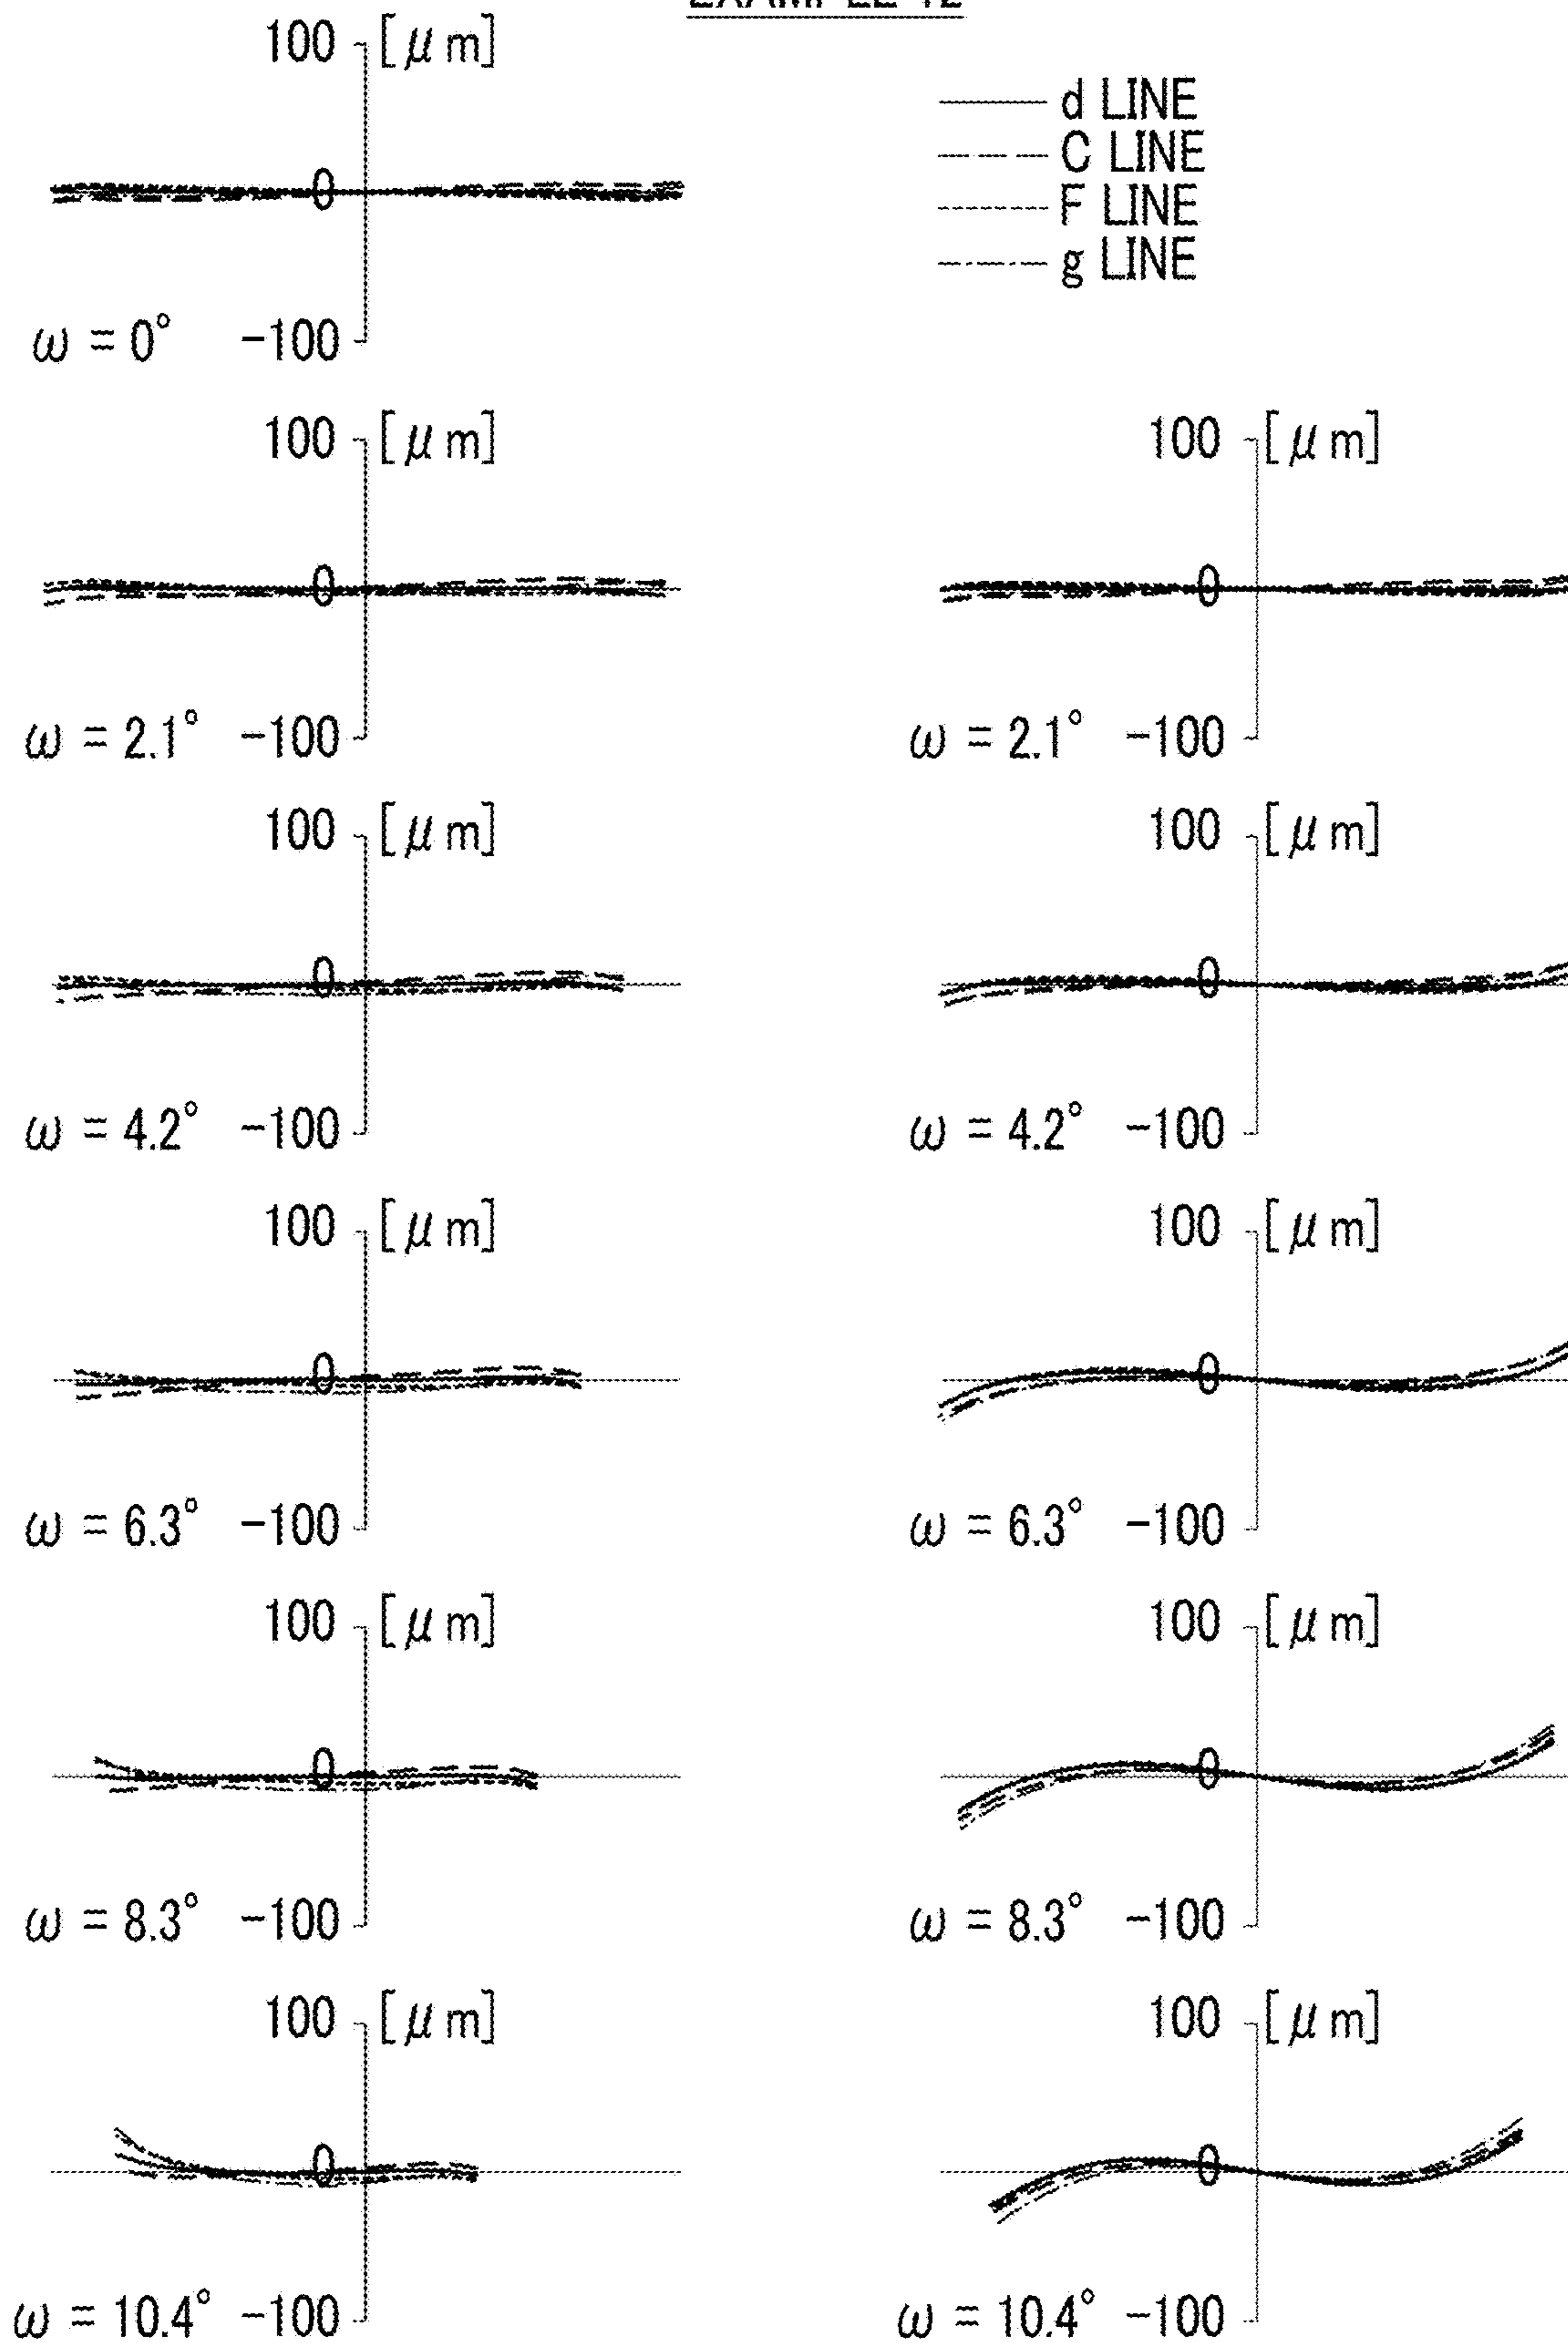 100 [μm]
d LINE
C LINE
F LINE
g LINE
0
ω = 0° -100
100 [μm]
100 [μm]
0
0
ω = 2.1° -100
ω = 2.1° -100
100 [μm]
100 [μm]
0
0
ω = 4.2° -100
ω = 4.2° -100
100 [μm]
100 [μm]
0
0
ω = 6.3° -100
ω = 6.3° -100
100 [μm]
100 [μm]
0
0
ω = 8.3° -100
ω = 8.3° -100
100 [μm]
100 [μm]
0
0
ω = 10.4° -100
ω = 10.4° -100